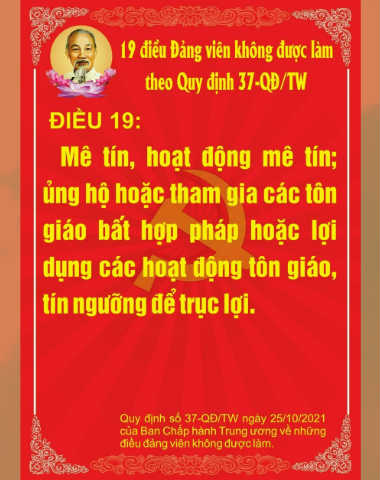 19 điều Đảng viên không được làm
theo Quy định 37-QĐ/TW
ĐIỀU 19:
Mê tín, hoạt động mê tín;
ủng hộ hoặc tham gia các tôn
giáo bất hợp pháp hoặc lợi
dụng các hoạt động tôn giáo,
tín ngưỡng để trục lợi.
Quy định số 37-QĐ/TW ngày 25/10/2021
của Ban Chấp hành Trung ương về những
điều đảng viên không được làm.